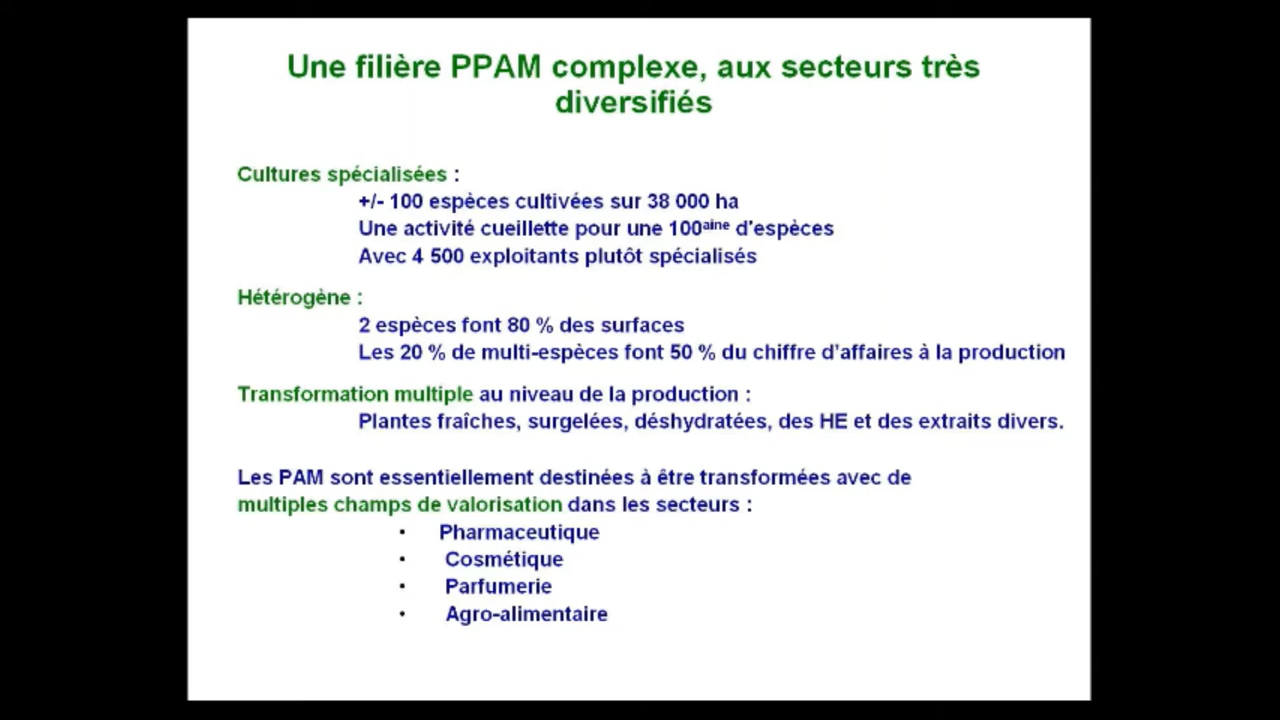 Une filière PPAM complexe, aux secteurs très
diversifiés
Cultures spécialisées :
+/- 100 espèces cultivées sur 38 000 ha
Une activité cueillette pour une 100aine d'espèces
Avec 4 500 exploitants plutôt spécialisés
Hétérogène :
2 espèces font 80 % des surfaces
Les 20 % de multi-espèces font 50 % du chiffre d’affaires à la production
Transformation multiple au niveau de la production :
Plantes fraîches, surgelées, déshydratées, des HE et des extraits divers.
Les PAM sont essentiellement destinées à être transformées avec de
multiples champs de valorisation dans les secteurs :
• Pharmaceutique
• Cosmétique
• Parfumerie
• Agro-alimentaire